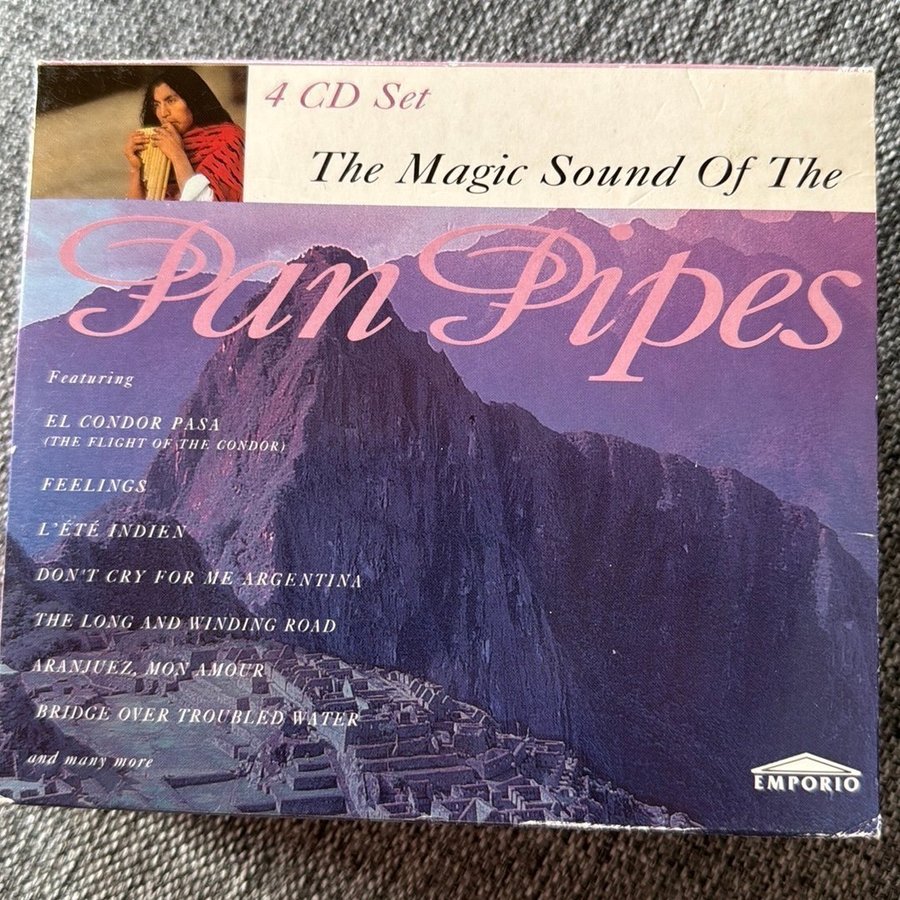 4 CD Set
The Magic Sound Of The
Pan Pipes
Featuring
EL CONDOR PASA
(THE FLIGHT OF THE CONDOR)
FEELINGS
L'ÉTÉ INDIEN
DON'T CRY FOR ME ARGENTINA
THE LONG AND WINDING ROAD
ARANJUEZ, MON AMOUR
BRIDGE OVER TROUBLED WATER
and many more
EMPORIO